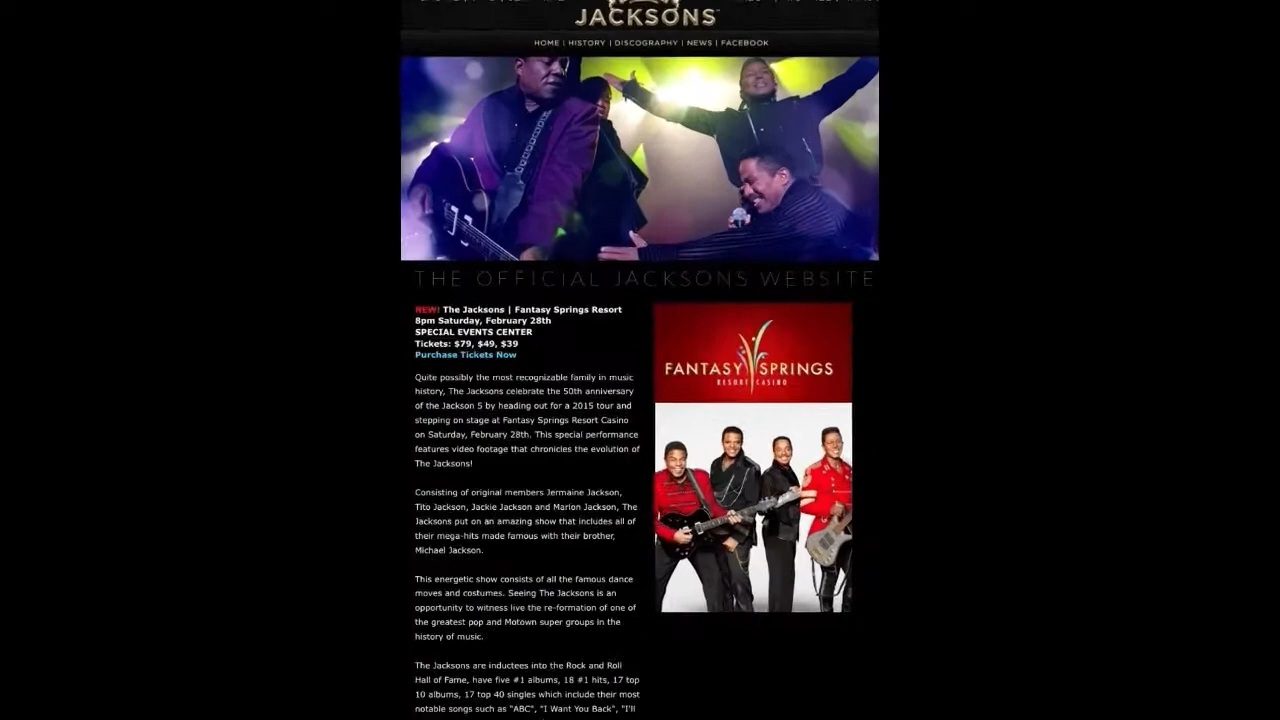 JACKSONS
HOME | HISTORY | DISCOGRAPHY | NEWS | FACEBOOK
THE OFFICIAL JACKSONS WEBSITE
NEW! The Jacksons | Fantasy Springs Resort
8pm Saturday, February 28th
SPECIAL EVENTS CENTER
Tickets: $79, $49, $39
Purchase Tickets Now
Quite possibly the most recognizable family in music
history, The Jacksons celebrate the 50th anniversary
of the Jackson 5 by heading out for a 2015 tour and
stepping on stage at Fantasy Springs Resort Casino
on Saturday, February 28th. This special performance
features video footage that chronicles the evolution of
The Jacksons!
Consisting of original members Jermaine Jackson,
Tito Jackson, Jackie Jackson and Marlon Jackson, The
Jacksons put on an amazing show that includes all of
their mega-hits made famous with their brother,
Michael Jackson.
This energetic show consists of all the famous dance
moves and costumes. Seeing The Jacksons is an
opportunity to witness live the re-formation of one of
the greatest pop and Motown super groups in the
history of music.
The Jacksons are inductees into the Rock and Roll
Hall of Fame, have five #1 albums, 18 #1 hits, 17 top
10 albums, 17 top 40 singles which include their most
notable songs such as "ABC", "I Want You Back", "I'll
FANTASY SPRINGS
RESORT CASINO